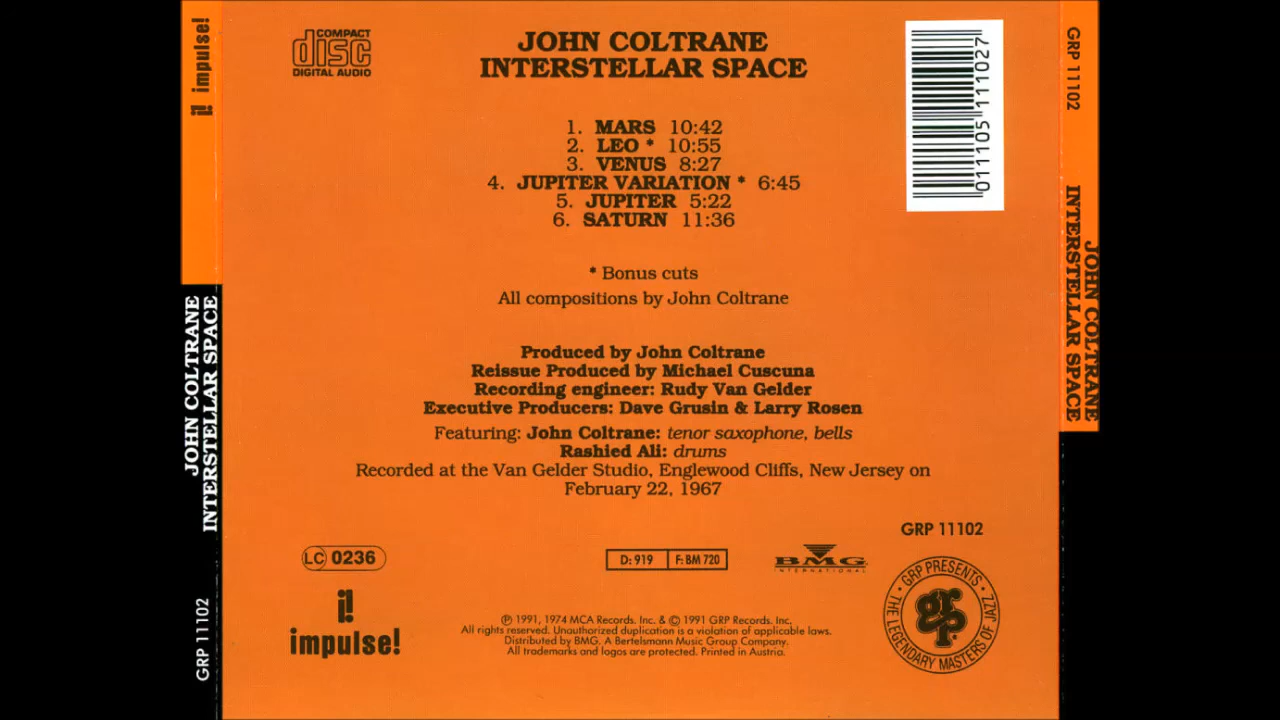 impulse!
COMPACT
disc
DIGITAL AUDIO
JOHN COLTRANE
INTERSTELLAR SPACE
1. MARS 10:42
2. LEO * 10:55
3. VENUS 8:27
4. JUPITER VARIATION * 6:45
5. JUPITER 5:22
6. SATURN 11:36
* Bonus cuts
All compositions by John Coltrane
Produced by John Coltrane
Reissue Produced by Michael Cuscuna
Recording engineer: Rudy Van Gelder
Executive Producers: Dave Grusin & Larry Rosen
Featuring: John Coltrane: tenor saxophone, bells
Rashied Ali: drums
Recorded at the Van Gelder Studio, Englewood Cliffs, New Jersey on
February 22, 1967
LC 0236
D: 919 F: BM 720
BMG
INTERNATIONAL
GRP 11102
GRP PRESENTS
THE LEGENDARY MASTERS OF JAZZ
grp
impulse!
℗ 1991, 1974 MCA Records. Inc. & © 1991 GRP Records. Inc.
All rights reserved. Unauthorized duplication is a violation of applicable laws.
Distributed by BMG. A Bertelsmann Music Group Company.
All trademarks and logos are protected. Printed in Austria.
011105 111027
JOHN COLTRANE
INTERSTELLAR SPACE
GRP 11102
GRP 11102
JOHN COLTRANE
INTERSTELLAR SPACE